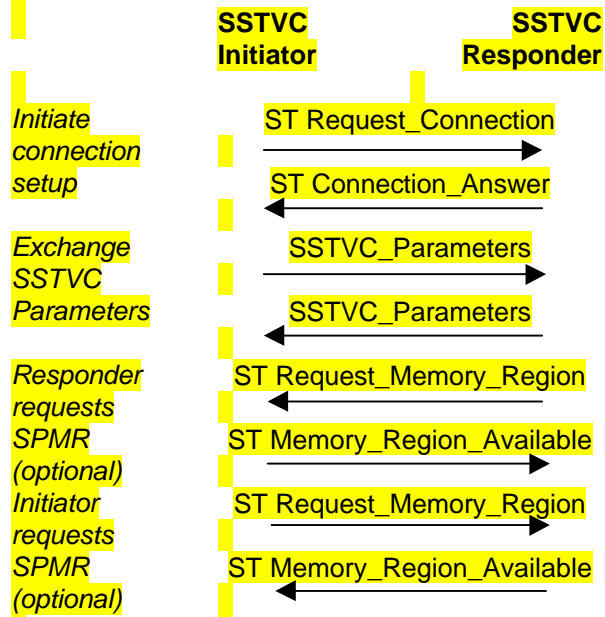 SSTVC SSTVC
Initiator Responder
Initiate ST Request_Connection
connection
setup ST Connection_Answer
Exchange SSTVC_Parameters
SSTVC
Parameters SSTVC_Parameters
Responder ST Request_Memory_Region
requests
SPMR ST Memory_Region_Available
(optional)
Initiator ST Request_Memory_Region
requests
SPMR ST Memory_Region_Available
(optional)